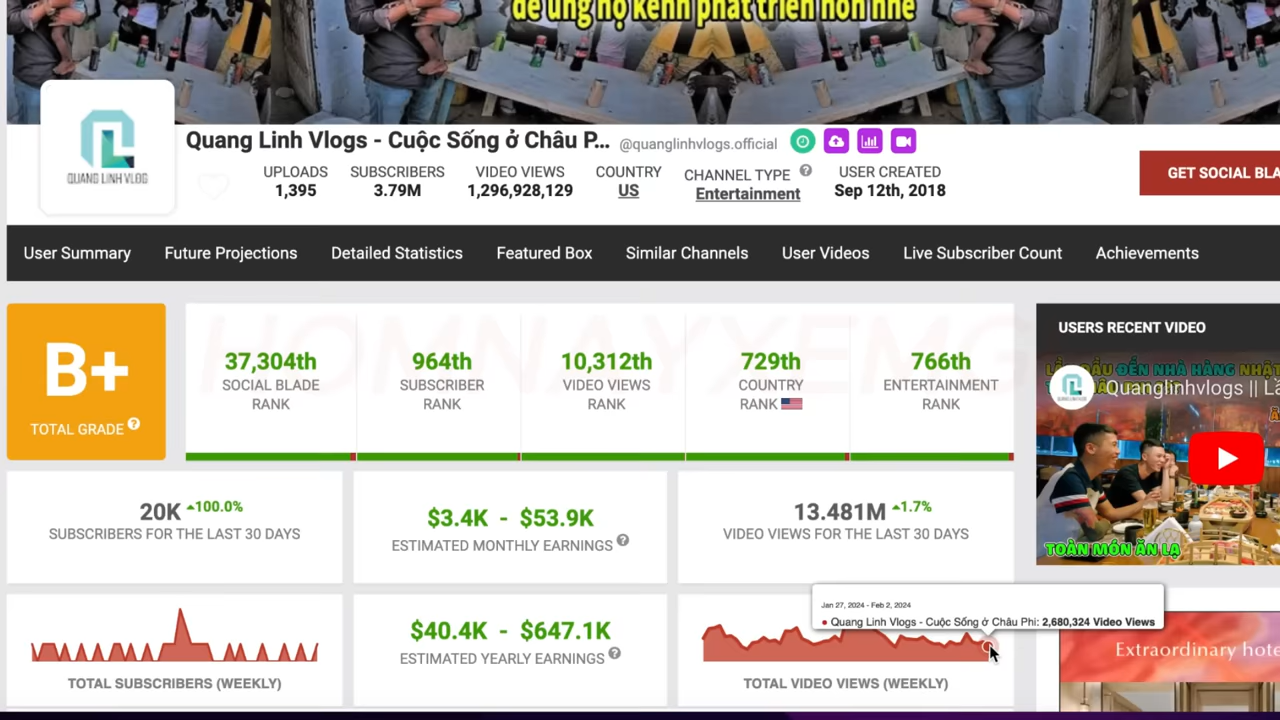 để ủng hộ kênh phát triển hơn nhé
QUANG LINH VLOG
Quang Linh Vlogs - Cuộc Sống ở Châu P... @quanglinhvlogs.official
UPLOADS SUBSCRIBERS VIDEO VIEWS COUNTRY CHANNEL TYPE USER CREATED
1,395 3.79M 1,296,928,129 US Entertainment Sep 12th, 2018
GET SOCIAL BLA
User Summary Future Projections Detailed Statistics Featured Box Similar Channels User Videos Live Subscriber Count Achievements
B+
TOTAL GRADE
37,304th 964th 10,312th 729th 766th
SOCIAL BLADE SUBSCRIBER VIDEO VIEWS COUNTRY ENTERTAINMENT
RANK RANK RANK RANK RANK
HOMNAYXEMG
USERS RECENT VIDEO
ĐẾN NHÀ HÀNG NHẬT
Quanglinhvlogs || L
TOÀN MÓN ĂN LẠ
20K 100.0%
SUBSCRIBERS FOR THE LAST 30 DAYS
$3.4K - $53.9K
ESTIMATED MONTHLY EARNINGS
13.481M 1.7%
VIDEO VIEWS FOR THE LAST 30 DAYS
Jan 27, 2024 - Feb 2, 2024
Quang Linh Vlogs - Cuộc Sống ở Châu Phi: 2,680,324 Video Views
TOTAL SUBSCRIBERS (WEEKLY)
$40.4K - $647.1K
ESTIMATED YEARLY EARNINGS
TOTAL VIDEO VIEWS (WEEKLY)
Extraordinary hote